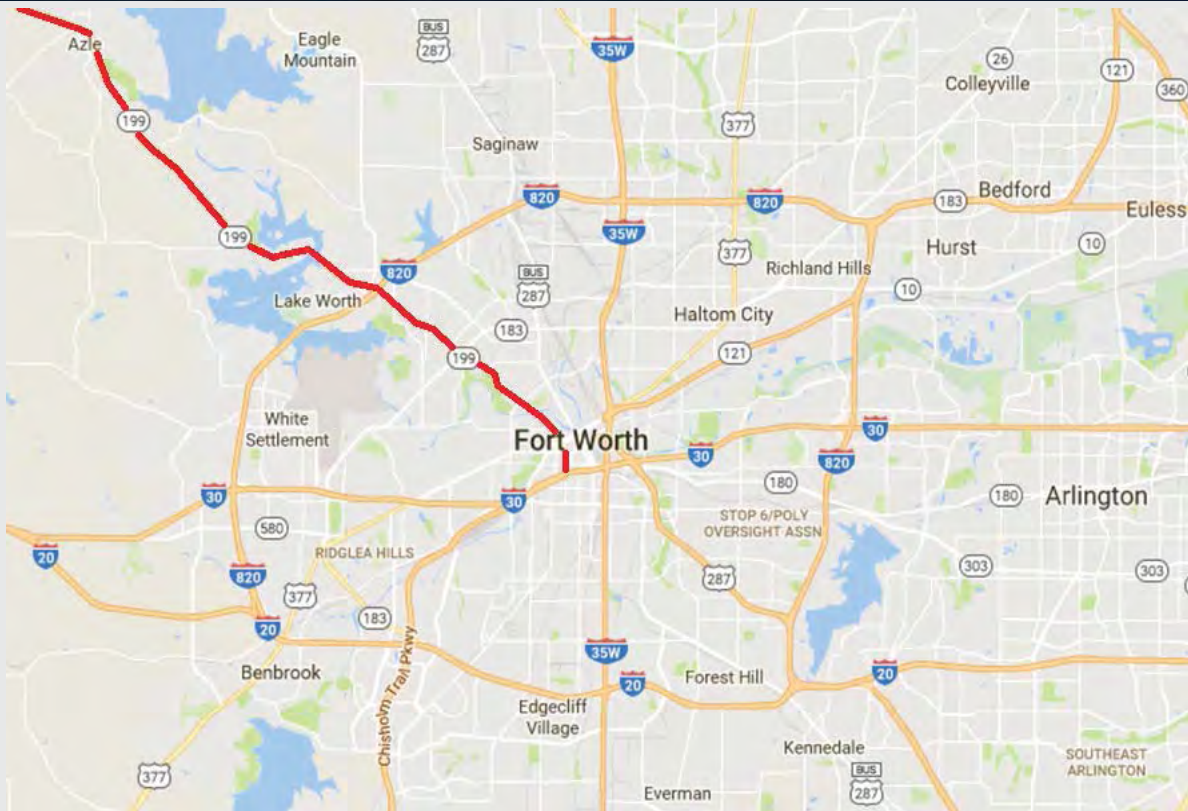 Azle
Eagle
Mountain
BUS
287
35W
26
Colleyville
121
360
199
377
Saginaw
820
820
183
Bedford
Euless
199
35W
10
Hurst
377
Richland Hills
820
BUS
287
10
Lake Worth
183
Haltom City
199
121
White
Settlement
Fort Worth
30
30
820
180
30
30
180
Arlington
580
STOP 6/POLY
OVERSIGHT ASSN
20
RIDGLEA HILLS
303
303
820
377
287
183
20
35W
Chisholm Trail Pkwy
Benbrook
Forest Hill
20
20
Edgecliff
Village
Kennedale
377
BUS
287
SOUTHEAST
ARLINGTON
Everman